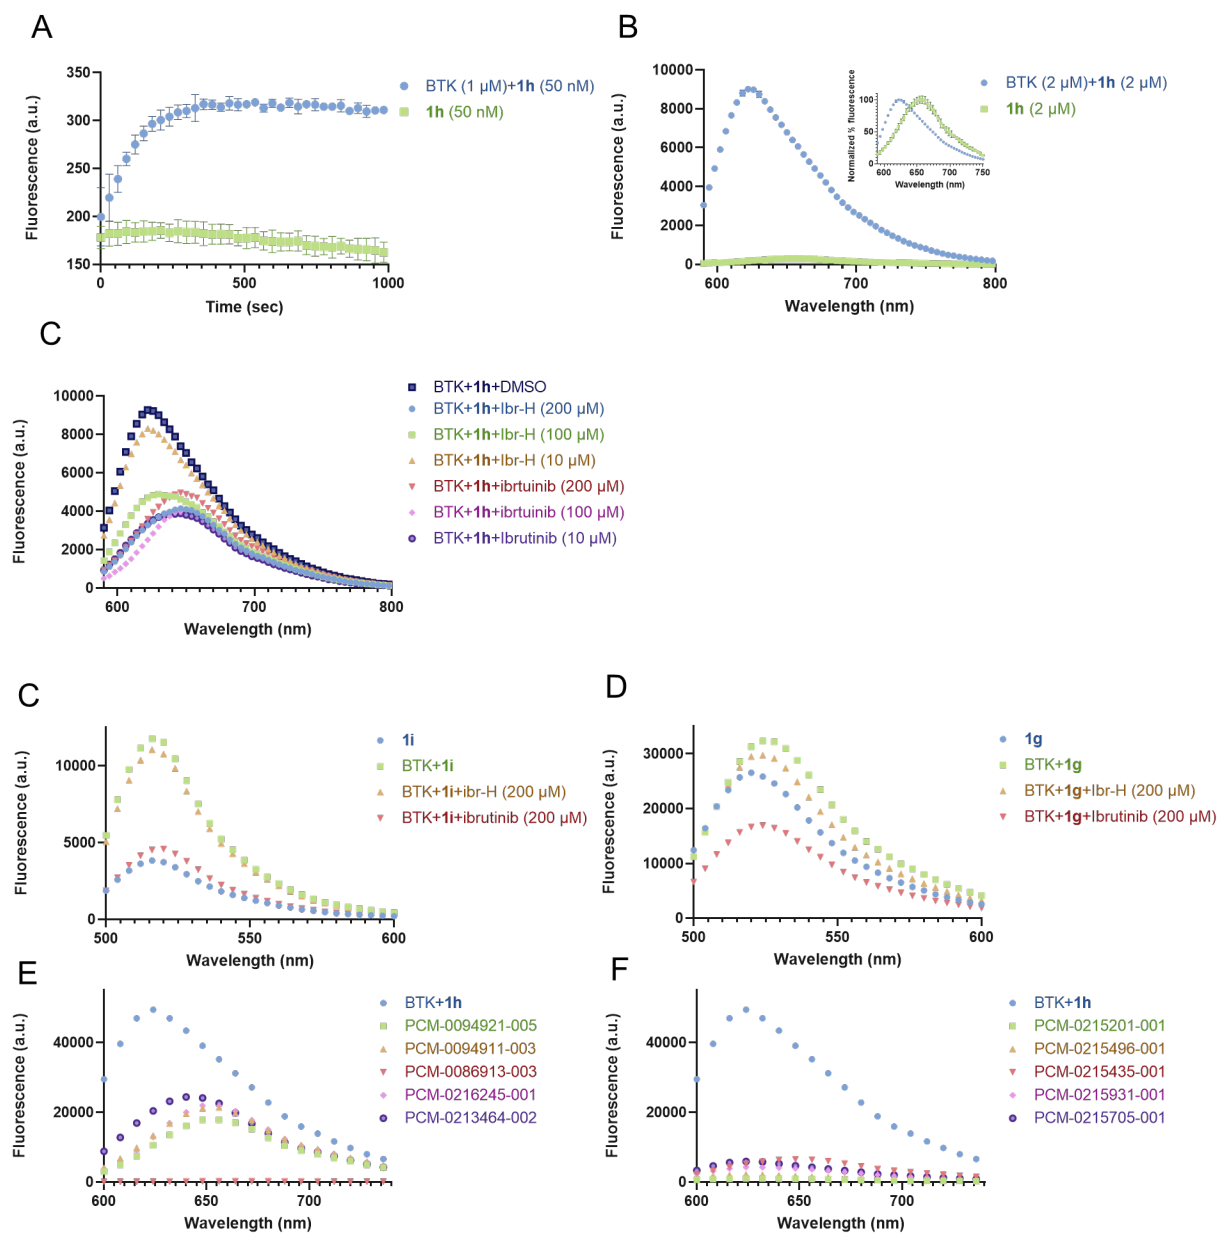 A
Fluorescence (a.u.)
350
300
250
200
150
0
500
1000
Time (sec)
BTK (1 µM)+1h (50 nM)
1h (50 nM)
B
Fluorescence (a.u.)
10000
8000
6000
4000
2000
0
600
700
800
Wavelength (nm)
Normalized % fluorescence
100
50
0
600
650
700
750
Wavelength (nm)
BTK (2 µM)+1h (2 µM)
1h (2 µM)
C
Fluorescence (a.u.)
10000
8000
6000
4000
2000
0
600
700
800
Wavelength (nm)
BTK+1h+DMSO
BTK+1h+Ibr-H (200 µM)
BTK+1h+Ibr-H (100 µM)
BTK+1h+Ibr-H (10 µM)
BTK+1h+ibrtuinib (200 µM)
BTK+1h+ibrtuinib (100 µM)
BTK+1h+Ibrutinib (10 µM)
C
Fluorescence (a.u.)
10000
5000
0
500
550
600
Wavelength (nm)
1i
BTK+1i
BTK+1i+ibr-H (200 µM)
BTK+1i+ibrutinib (200 µM)
D
Fluorescence (a.u.)
30000
20000
10000
0
500
550
600
Wavelength (nm)
1g
BTK+1g
BTK+1g+Ibr-H (200 µM)
BTK+1g+Ibrutinib (200 µM)
E
Fluorescence (a.u.)
40000
20000
0
600
650
700
Wavelength (nm)
BTK+1h
PCM-0094921-005
PCM-0094911-003
PCM-0086913-003
PCM-0216245-001
PCM-0213464-002
F
Fluorescence (a.u.)
40000
20000
0
600
650
700
Wavelength (nm)
BTK+1h
PCM-0215201-001
PCM-0215496-001
PCM-0215435-001
PCM-0215931-001
PCM-0215705-001